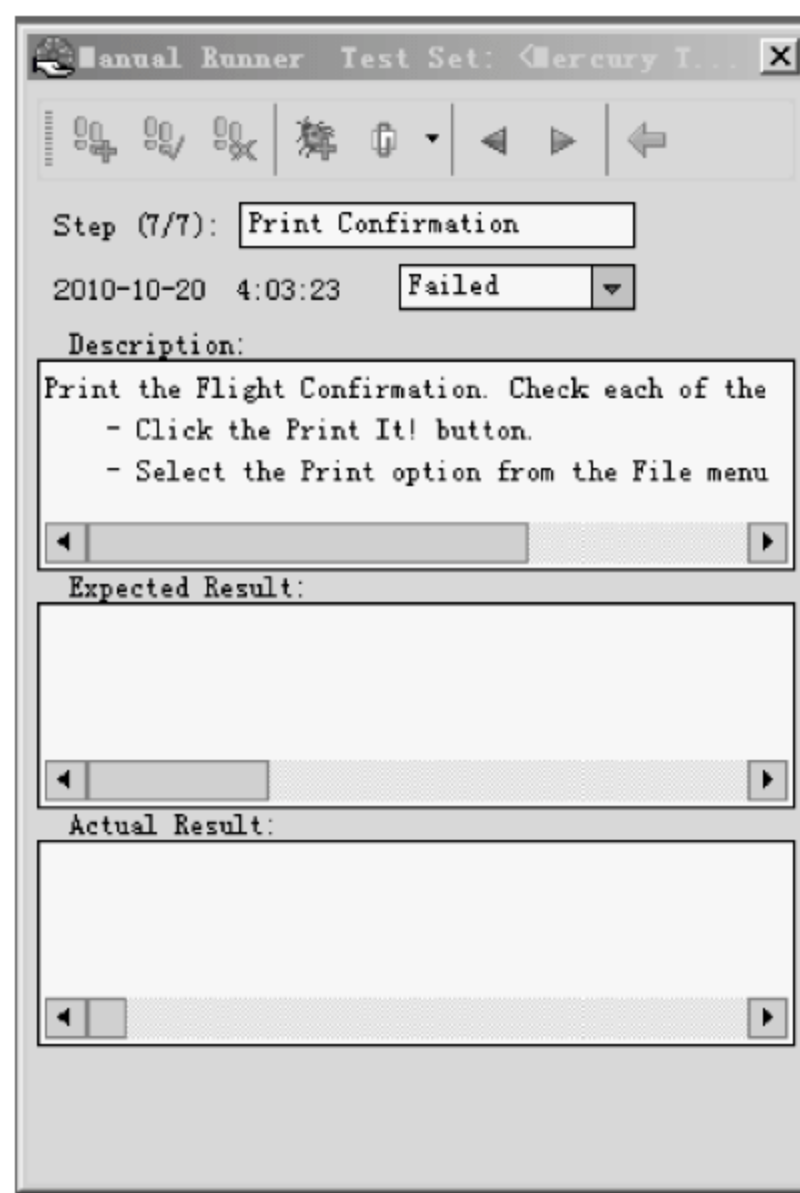 Manual Runner Test Set: <Mercury T...
Step (7/7): Print Confirmation
2010-10-20 4:03:23 Failed
Description:
Print the Flight Confirmation. Check each of the
- Click the Print It! button.
- Select the Print option from the File menu
Expected Result:
Actual Result: